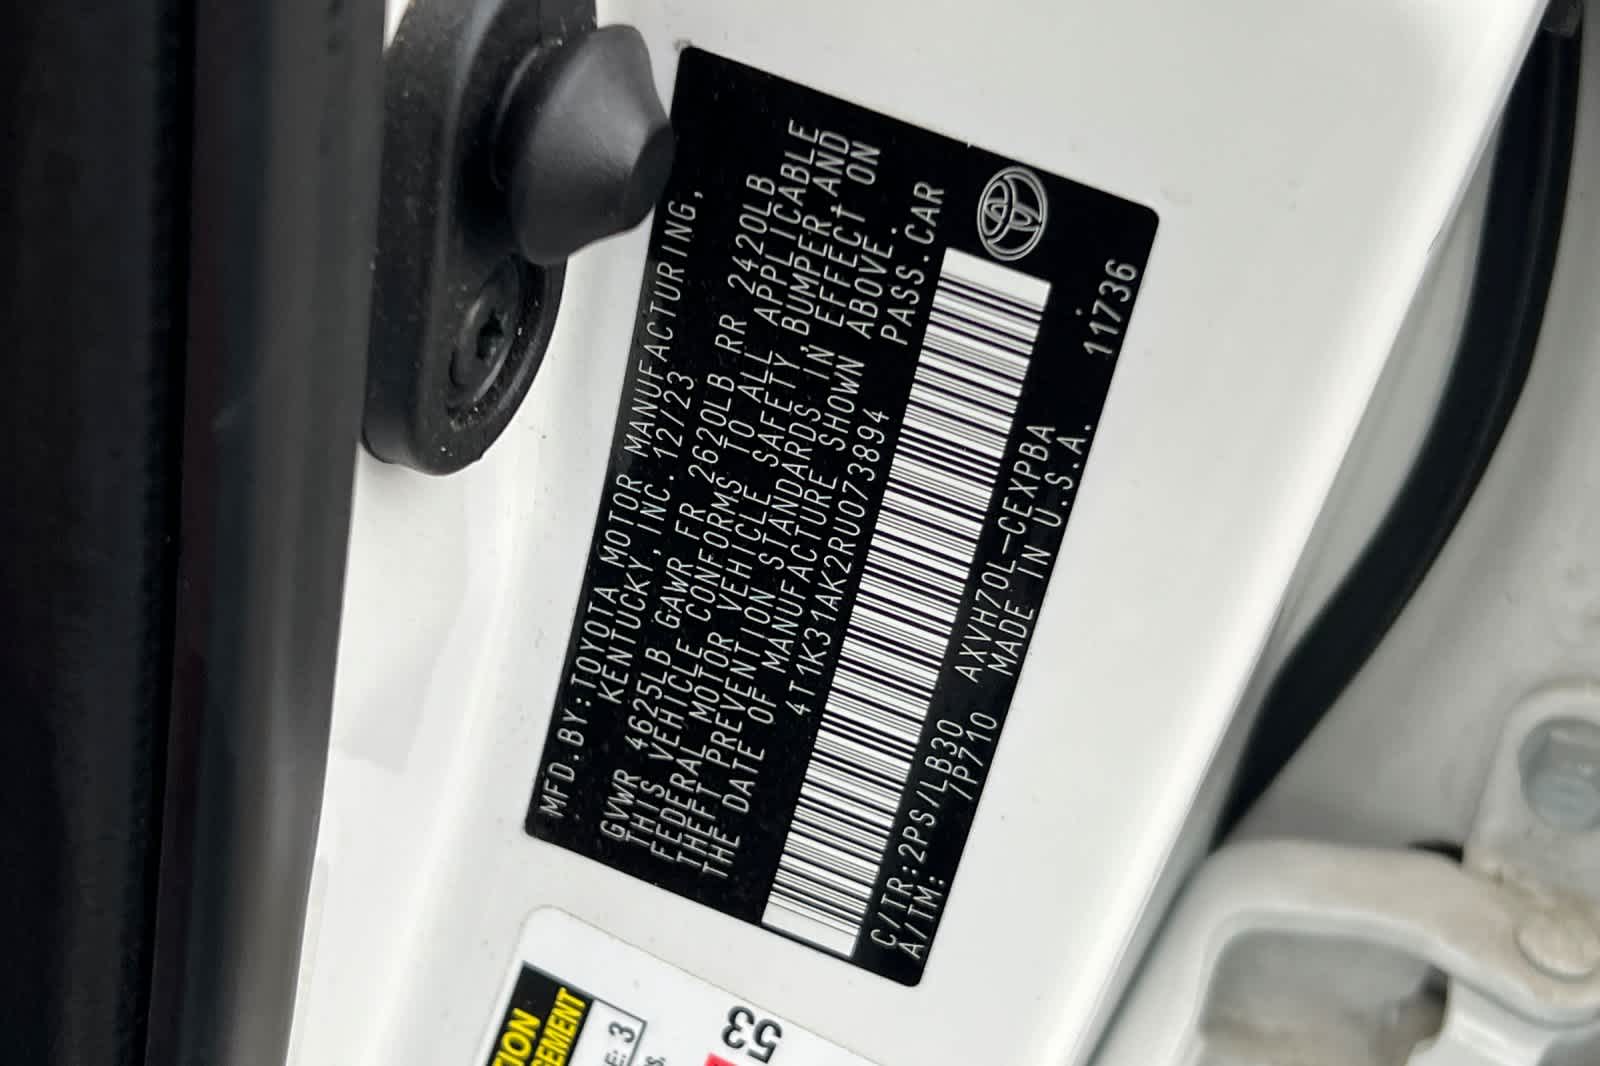 MFD.BY:TOYOTA MOTOR MANUFACTURING,
KENTUCKY,INC. 12/23
GVWR 4625LB GAWR FR 2620LB RR 2420LB
THIS VEHICLE CONFORMS TO ALL APPLICABLE
FEDERAL MOTOR VEHICLE SAFETY,BUMPER,AND
THEFT PREVENTION STANDARDS IN EFFECT ON
THE DATE OF MANUFACTURE SHOWN ABOVE.
4T1K31AK2RU073894 PASS.CAR
C/TR:2PS/LB30 AXVH70L-CEXPBA 11736
A/TM: 7P710 MADE IN U.S.A.
53
3